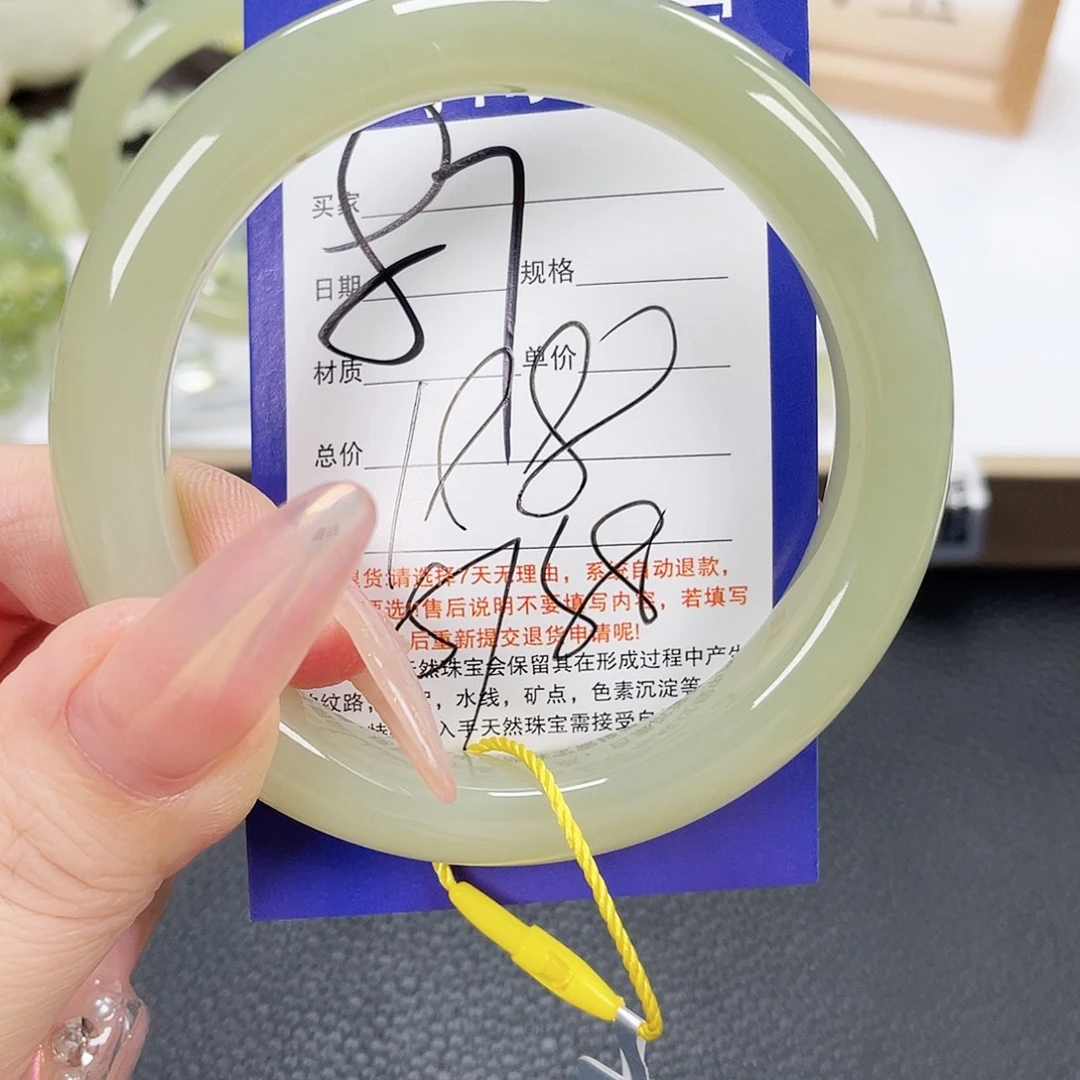 买家
日期 规格
材质 单价
总价
87
188
5188
货:请选择7天无理由，系统自动退款，
选 售后说明不要填写内容，若填写
后重新提交退货申请呢!
天然珠宝会保留其在形成过程中产生
纹路， 水线，矿点，色素沉淀等
入手天然珠宝需接受自